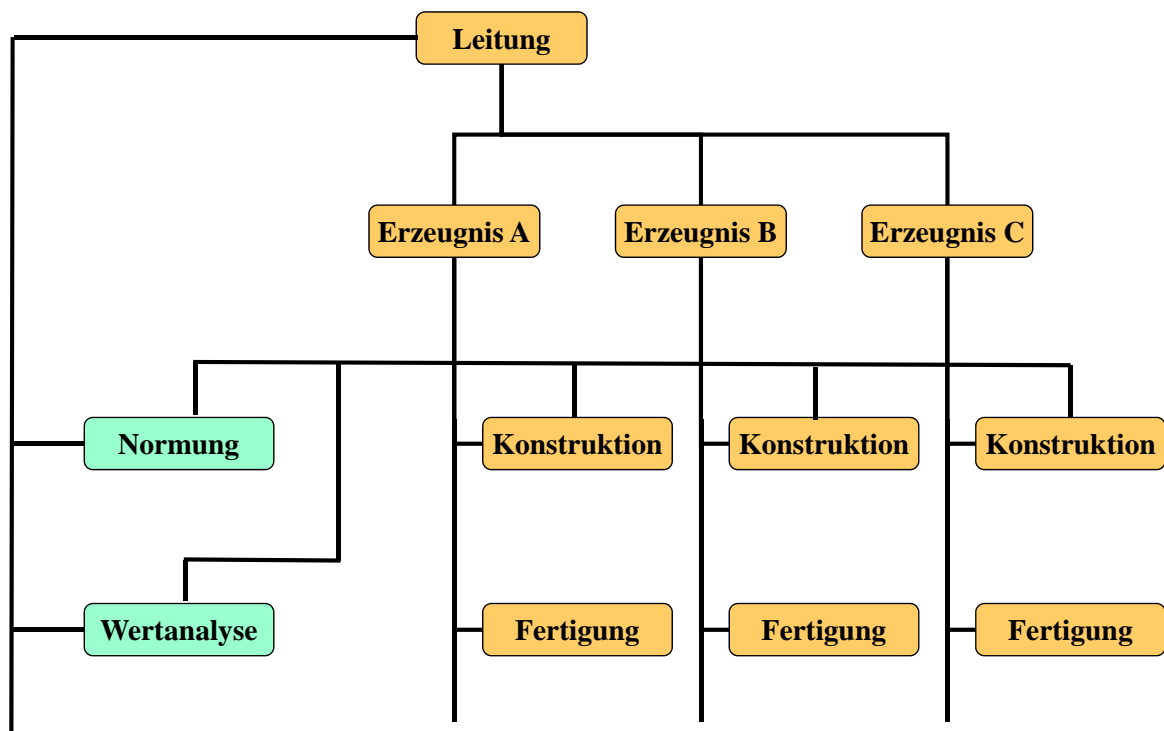 Leitung
Erzeugnis A
Erzeugnis B
Erzeugnis C
Normung
Konstruktion
Konstruktion
Konstruktion
Wertanalyse
Fertigung
Fertigung
Fertigung